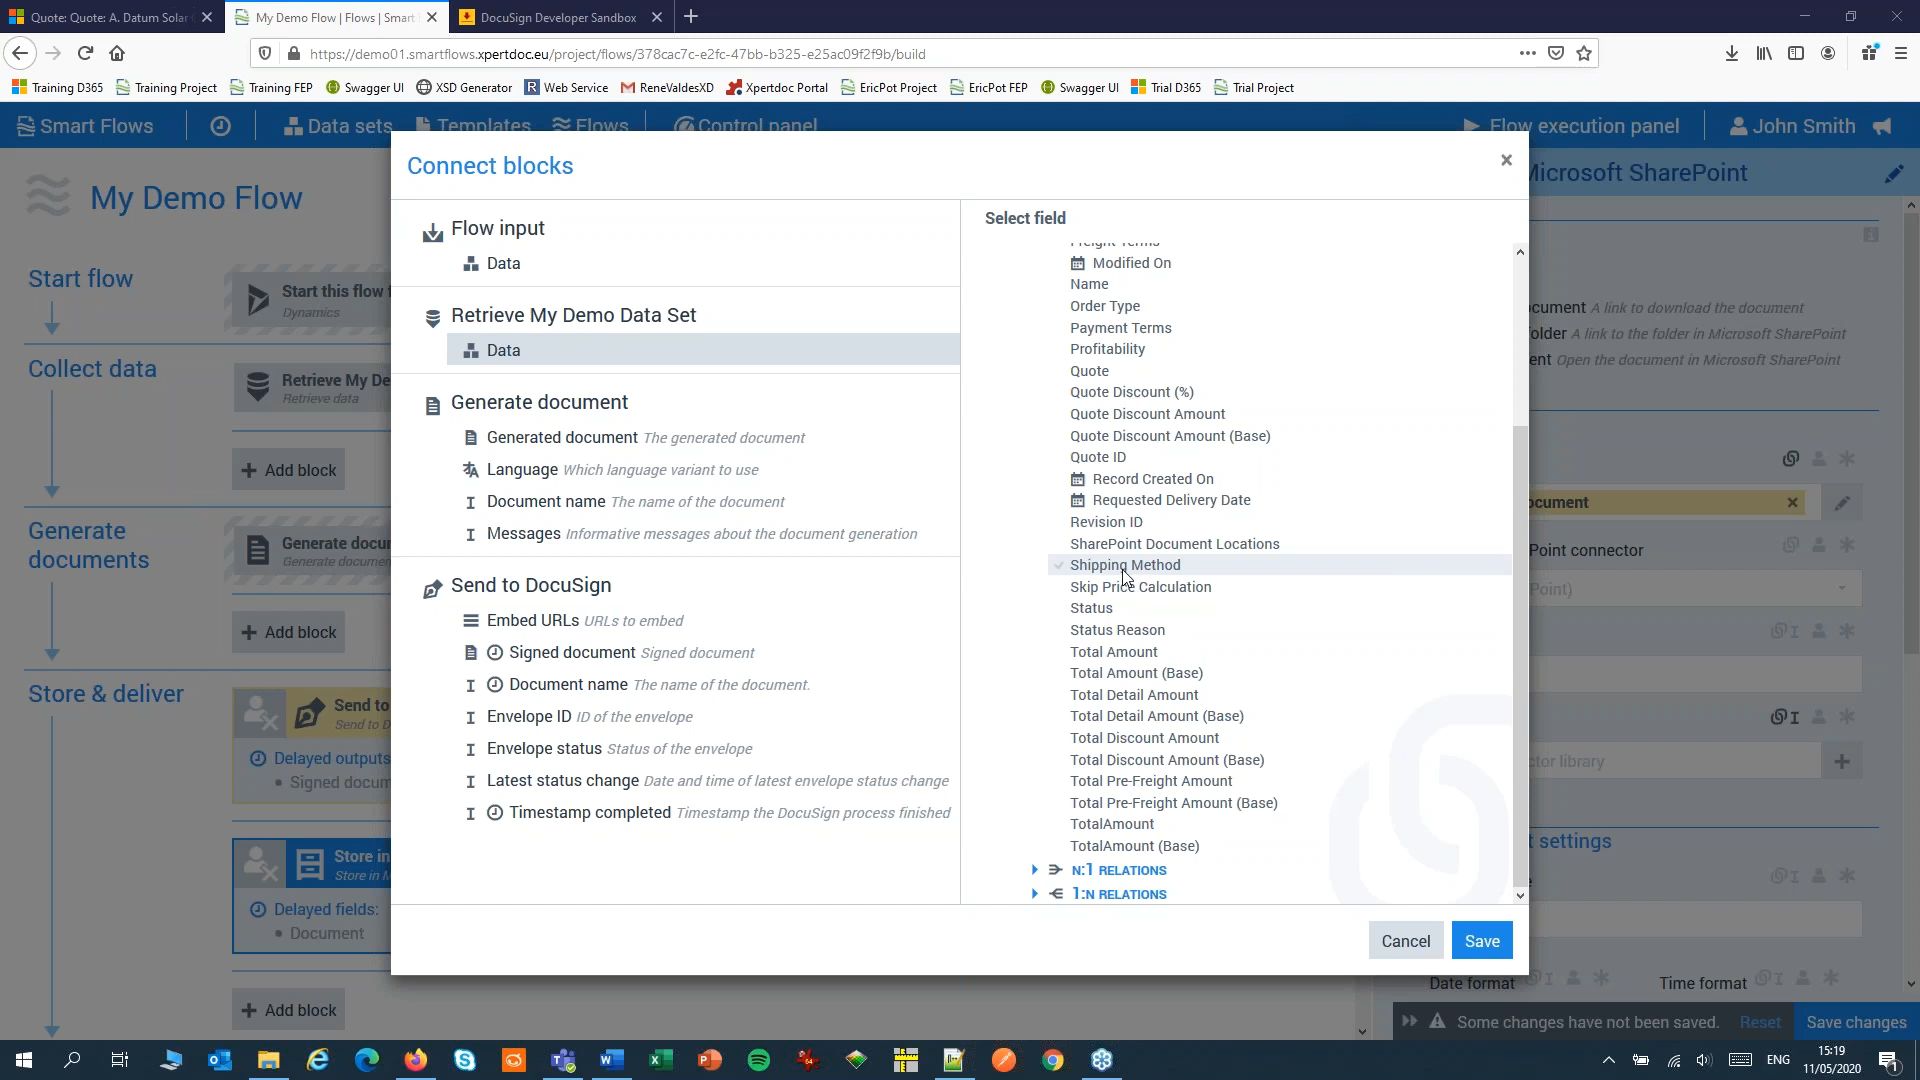 Quote: Quote: A. Datum Solar
My Demo Flow | Flows | Smart
DocuSign Developer Sandbox
https://demo01.smartflows.xpertdoc.eu/project/flows/378cac7c-e2fc-47bb-b325-e25ac09f2f9b/build
Training D365 Training Project Training FEP Swagger UI XSD Generator Web Service ReneValdesXD Xpertdoc Portal EricPot Project EricPot FEP Swagger UI Trial D365 Trial Project
Smart Flows Data sets Templates Flows Control panel Flow execution panel John Smith
My Demo Flow
Start flow
Start this flow
Dynamics
Collect data
Retrieve My De
Retrieve data
Add block
Generate
documents
Generate docu
Generate docume
Add block
Store & deliver
Send to
Send to D
Delayed outputs
• Signed docum
Store in
Store in M
Delayed fields:
• Document
Add block
Connect blocks
Flow input
Data
Retrieve My Demo Data Set
Data
Generate document
Generated document The generated document
Language Which language variant to use
Document name The name of the document
Messages Informative messages about the document generation
Send to DocuSign
Embed URLs URLs to embed
Signed document Signed document
Document name The name of the document.
Envelope ID ID of the envelope
Envelope status Status of the envelope
Latest status change Date and time of latest envelope status change
Timestamp completed Timestamp the DocuSign process finished
Select field
Freight Terms
Modified On
Name
Order Type
Payment Terms
Profitability
Quote
Quote Discount (%)
Quote Discount Amount
Quote Discount Amount (Base)
Quote ID
Record Created On
Requested Delivery Date
Revision ID
SharePoint Document Locations
Shipping Method
Skip Price Calculation
Status
Status Reason
Total Amount
Total Amount (Base)
Total Detail Amount
Total Detail Amount (Base)
Total Discount Amount
Total Discount Amount (Base)
Total Pre-Freight Amount
Total Pre-Freight Amount (Base)
TotalAmount
TotalAmount (Base)
N:1 RELATIONS
1:N RELATIONS
Cancel Save
Microsoft SharePoint
cument A link to download the document
older A link to the folder in Microsoft SharePoint
ent Open the document in Microsoft SharePoint
ocument
Point connector
Point)
tor library
t settings
Date format Time format
Some changes have not been saved. Reset Save changes
ENG
15:19
11/05/2020
1